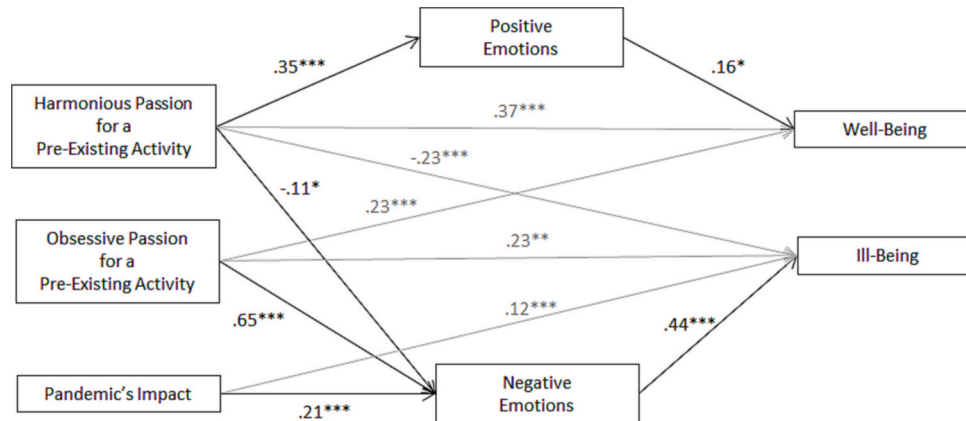 Positive
Emotions
.35***
.16*
Harmonious Passion
for a
Pre-Existing Activity
.37***
Well-Being
-.23***
-.11*
.23***
Obsessive Passion
for a
Pre-Existing Activity
.23**
Ill-Being
.65***
.12***
.44***
Pandemic's Impact
.21***
Negative
Emotions